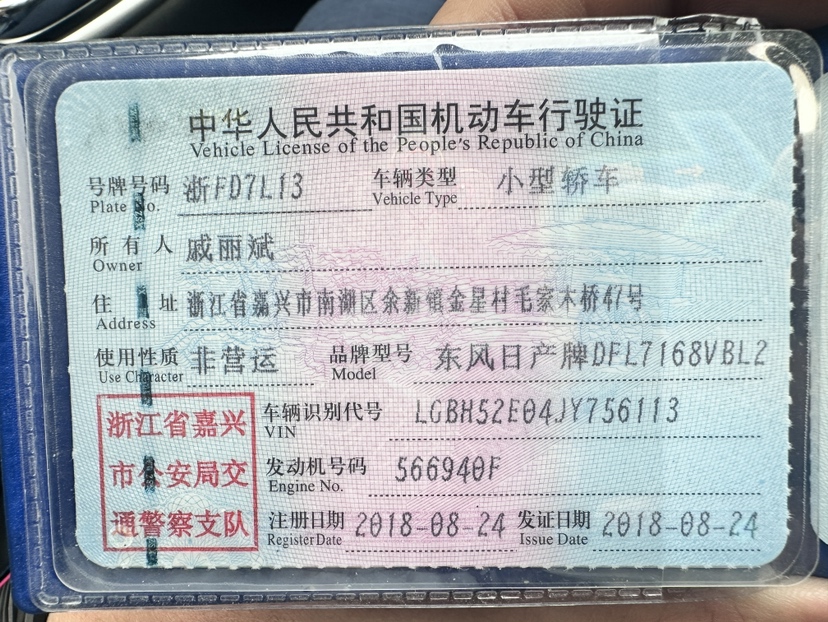 中华人民共和国机动车行驶证
Vehicle License of the People's Republic of China
号牌号码 浙FD7L13 车辆类型 小型轿车
Plate No. Vehicle Type
所有人 戚丽斌
Owner
住址 浙江省嘉兴市南湖区余新镇金星村毛家木桥47号
Address
使用性质 非营运 品牌型号 东风日产牌DFL7168VBL2
Use Character Model
浙江省嘉兴 车辆识别代号 LGBH52E04JY756113
VIN
市公安局交 发动机号码 566940F
Engine No.
通警察支队 注册日期 2018-08-24 发证日期 2018-08-24
Register Date Issue Date